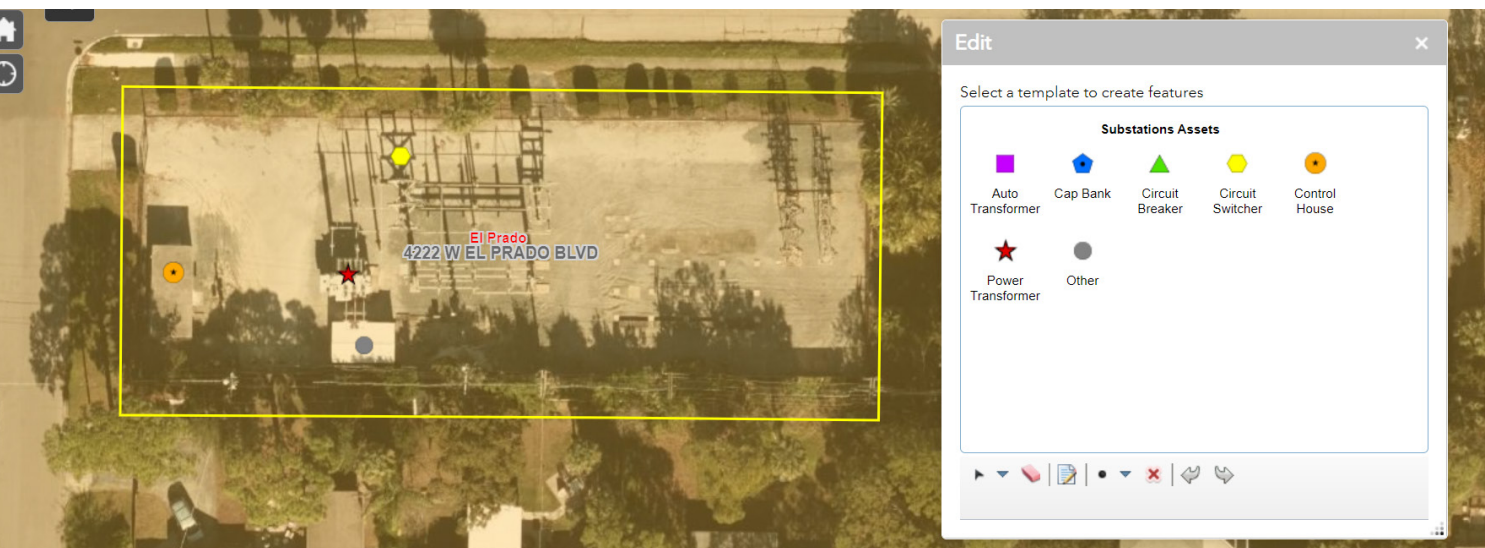 Edit
Select a template to create features
Substations Assets
Auto
Transformer
Cap Bank
Circuit
Breaker
Circuit
Switcher
Control
House
Power
Transformer
Other
El Prado
4222 W EL PRADO BLVD